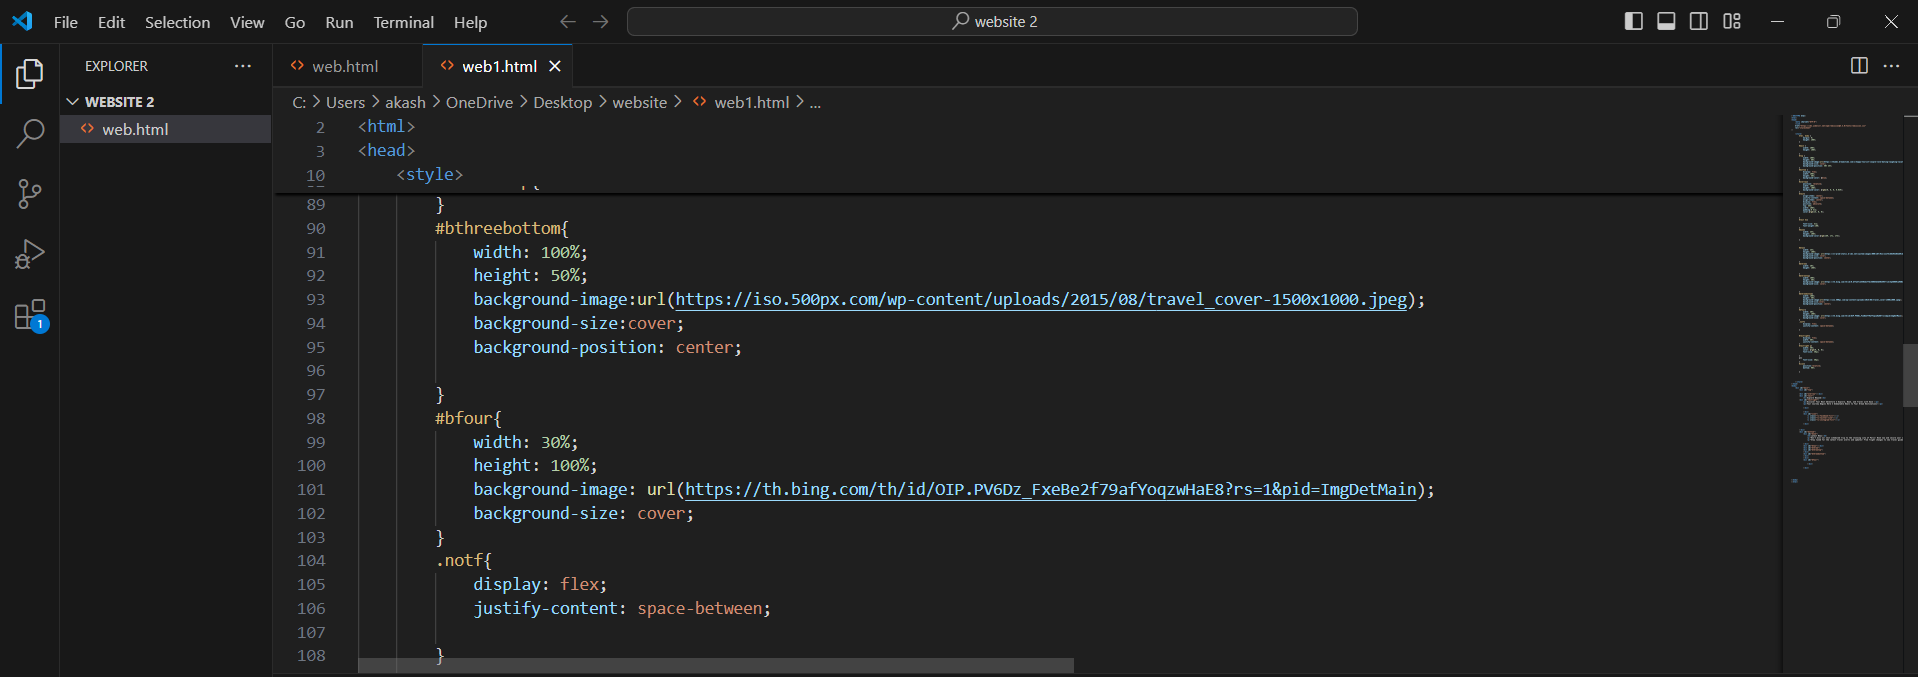 File Edit Selection View Go Run Terminal Help
website 2
EXPLORER
WEBSITE 2
web.html
1
web.html
web1.html
C: > Users > akash > OneDrive > Desktop > website > web1.html > ...
2 <html>
3 <head>
10 <style>
89 }
90 #bthreebottom{
91 width: 100%;
92 height: 50%;
93 background-image:url(https://iso.500px.com/wp-content/uploads/2015/08/travel_cover-1500x1000.jpeg);
94 background-size:cover;
95 background-position: center;
96
97 }
98 #bfour{
99 width: 30%;
100 height: 100%;
101 background-image: url(https://th.bing.com/th/id/OIP.PV6Dz_FxeBe2f79afYoqzwHaE8?rs=1&pid=ImgDetMain);
102 background-size: cover;
103 }
104 .notf{
105 display: flex;
106 justify-content: space-between;
107
108 }